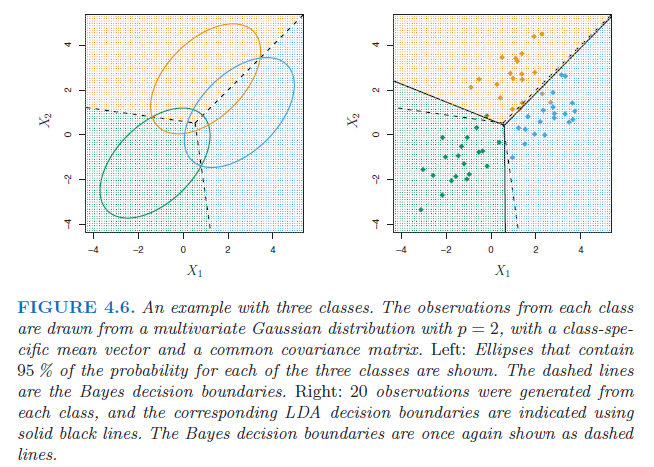 4
2
0
−2
−4
X2
−4 −2 0 2 4
X1
4
2
0
−2
−4
X2
−4 −2 0 2 4
X1
FIGURE 4.6. An example with three classes. The observations from each class
are drawn from a multivariate Gaussian distribution with p = 2, with a class-spe-
cific mean vector and a common covariance matrix. Left: Ellipses that contain
95 % of the probability for each of the three classes are shown. The dashed lines
are the Bayes decision boundaries. Right: 20 observations were generated from
each class, and the corresponding LDA decision boundaries are indicated using
solid black lines. The Bayes decision boundaries are once again shown as dashed
lines.